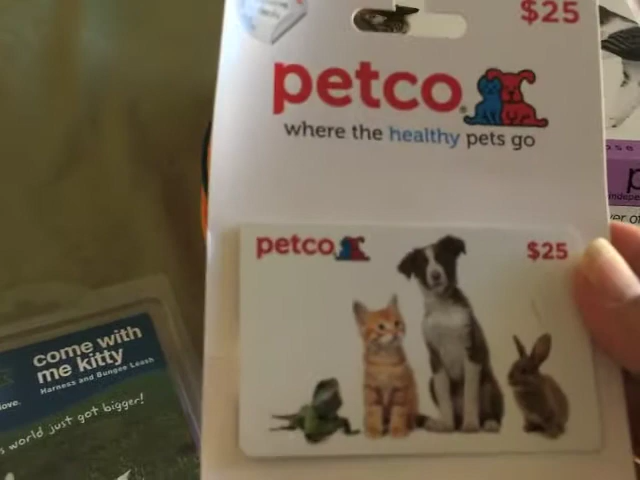 $25
petco
where the healthy pets go
petco
$25
come with
me kitty
Harness and Bungee Leash
world just got bigger!